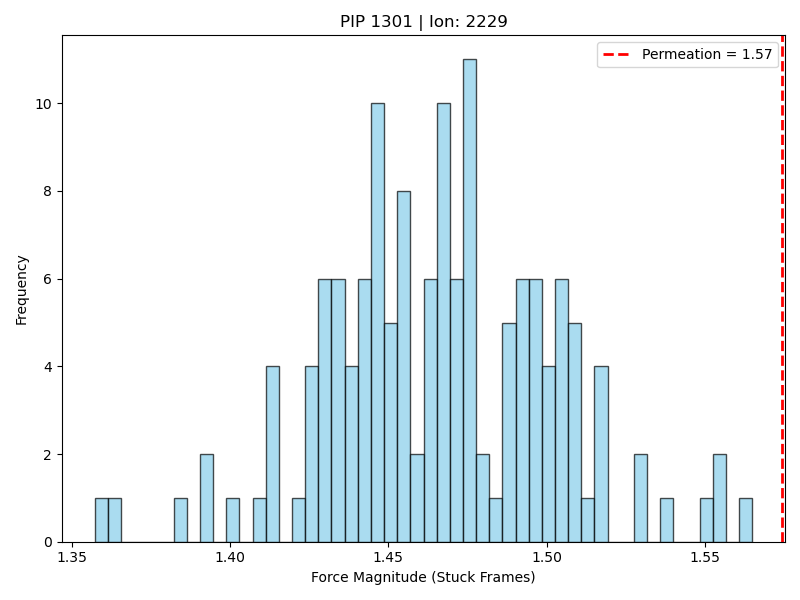 PIP 1301 | Ion: 2229
Permeation = 1.57
Frequency
10
8
6
4
2
0
1.35 1.40 1.45 1.50 1.55
Force Magnitude (Stuck Frames)